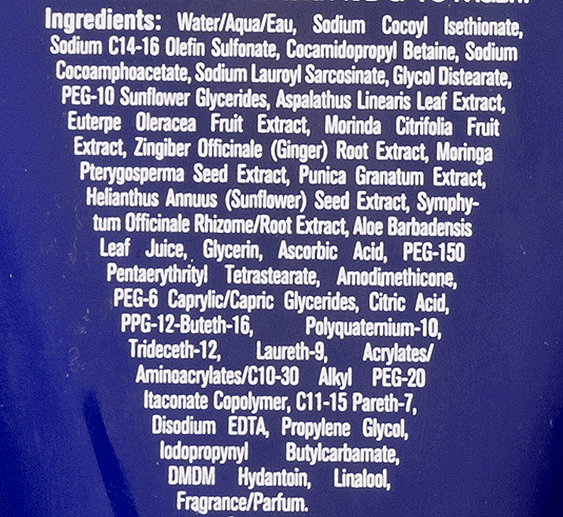 Ingredients: Water/Aqua/Eau, Sodium Cocoyl Isethionate,
Sodium C14-16 Olefin Sulfonate, Cocamidopropyl Betaine, Sodium
Cocoamphoacetate, Sodium Lauroyl Sarcosinate, Glycol Distearate,
PEG-10 Sunflower Glycerides, Aspalathus Linearis Leaf Extract,
Euterpe Oleracea Fruit Extract, Morinda Citrifolia Fruit
Extract, Zingiber Officinale (Ginger) Root Extract, Moringa
Pterygosperma Seed Extract, Punica Granatum Extract,
Helianthus Annuus (Sunflower) Seed Extract, Symphy-
tum Officinale Rhizome/Root Extract, Aloe Barbadensis
Leaf Juice, Glycerin, Ascorbic Acid, PEG-150
Pentaerythrityl Tetrastearate, Amodimethicone,
PEG-6 Caprylic/Capric Glycerides, Citric Acid,
PPG-12-Buteth-16, Polyquaternium-10,
Trideceth-12, Laureth-9, Acrylates/
Aminoacrylates/C10-30 Alkyl PEG-20
Itaconate Copolymer, C11-15 Pareth-7,
Disodium EDTA, Propylene Glycol,
Iodopropynyl Butylcarbamate,
DMDM Hydantoin, Linalool,
Fragrance/Parfum.